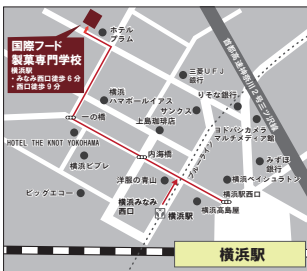 ホテル
プラム
国際フード
製菓専門学校
横浜駅
・みなみ西口徒歩6分
・西口徒歩9分
首都高速神奈川2号三ツ沢線
三菱UFJ
銀行
横浜
ハマボールイアス
りそな銀行
サンクス
上島珈琲店
一の橋
ヨドバシカメラ
マルチメディア館
HOTEL THE KNOT YOKOHAMA
内海橋
ブルーライン
横浜ビブレ
みずほ
銀行
洋服の青山
横浜ベイシェラトン
ビッグエコー
横浜みなみ
西口
横浜駅西口
横浜駅
横浜高島屋
横浜駅